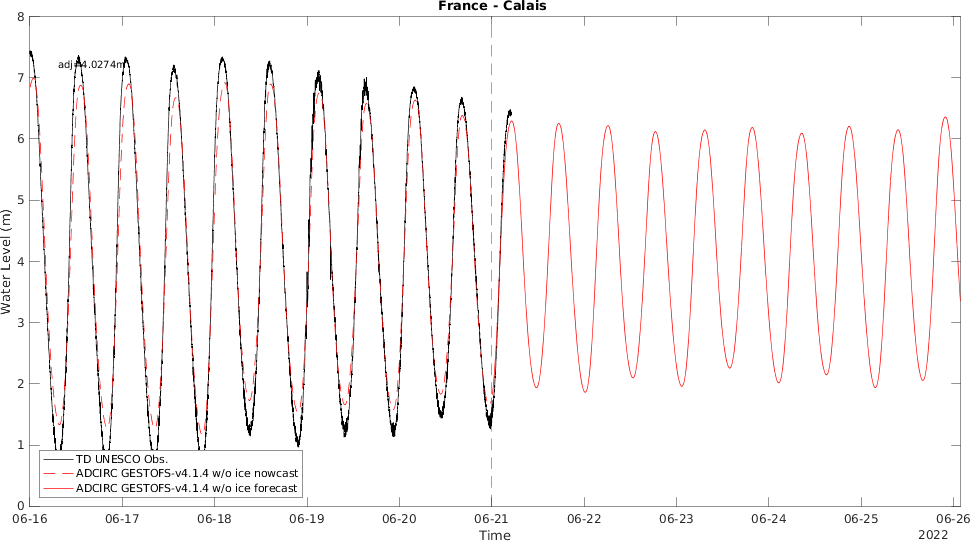 France - Calais
adj=4.0274m
Water Level (m)
8
7
6
5
4
3
2
1
0
TD UNESCO Obs.
ADCIRC GESTOFS-v4.1.4 w/o ice nowcast
ADCIRC GESTOFS-v4.1.4 w/o ice forecast
06-16 06-17 06-18 06-19 06-20 06-21 06-22 06-23 06-24 06-25 06-26
Time
2022